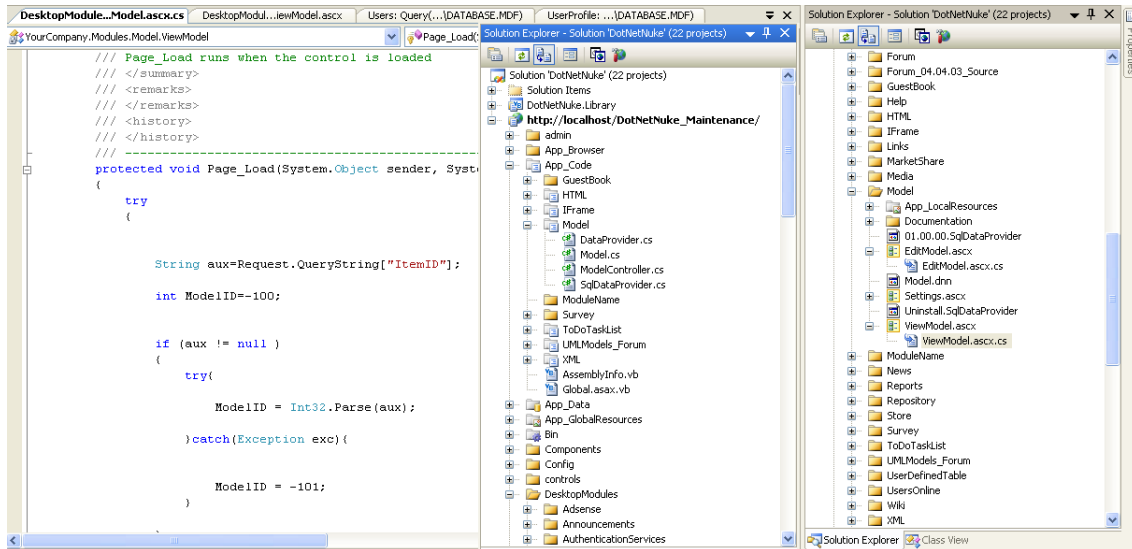 DesktopModule...Model.ascx.cs
DesktopModul...iewModel.ascx
Users: Query(...\DATABASE.MDF)
UserProfile: ...\DATABASE.MDF)
YourCompany.Modules.Model.ViewModel
Page_Load(
/// Page_Load runs when the control is loaded
/// </summary>
/// <remarks>
/// </remarks>
/// <history>
/// </history>
/// -----------------------------------------------
protected void Page_Load(System.Object sender, Syst
{
try
{
String aux=Request.QueryString["ItemID"];
int ModelID=-100;
if (aux != null )
{
try{
ModelID = Int32.Parse(aux);
}catch(Exception exc){
ModelID = -101;
}
Solution Explorer - Solution 'DotNetNuke' (22 projects)
Solution 'DotNetNuke' (22 projects)
Solution Items
DotNetNuke.Library
http://localhost/DotNetNuke_Maintenance/
admin
App_Browser
App_Code
GuestBook
HTML
IFrame
Model
DataProvider.cs
Model.cs
ModelController.cs
SqlDataProvider.cs
ModuleName
Survey
ToDoTaskList
UMLModels_Forum
XML
AssemblyInfo.vb
Global.asax.vb
App_Data
App_GlobalResources
Bin
Components
Config
controls
DesktopModules
Adsense
Announcements
AuthenticationServices
Solution Explorer - Solution 'DotNetNuke' (22 projects)
Forum
Forum_04.04.03_Source
GuestBook
Help
HTML
IFrame
Links
MarketShare
Media
Model
App_LocalResources
Documentation
01.00.00.SqlDataProvider
EditModel.ascx
EditModel.ascx.cs
Model.dnn
Settings.ascx
Uninstall.SqlDataProvider
ViewModel.ascx
ViewModel.ascx.cs
ModuleName
News
Reports
Repository
Store
Survey
ToDoTaskList
UMLModels_Forum
UserDefinedTable
UsersOnline
Wiki
XML
Solution Explorer
Class View
Properties